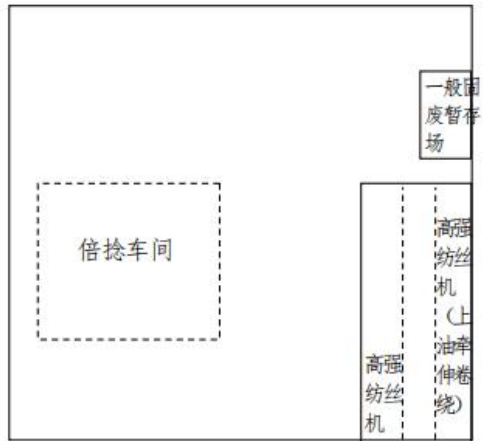 一般固
废暂存
场
倍捻车间
高强
纺丝
机
（上
油牵
伸卷
绕）
高强
纺丝
机